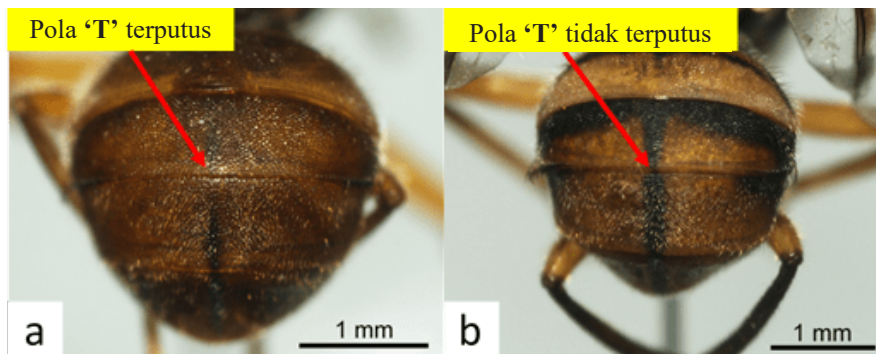 Pola ‘T’ terputus
Pola ‘T’ tidak terputus
a
1 mm
b
1 mm